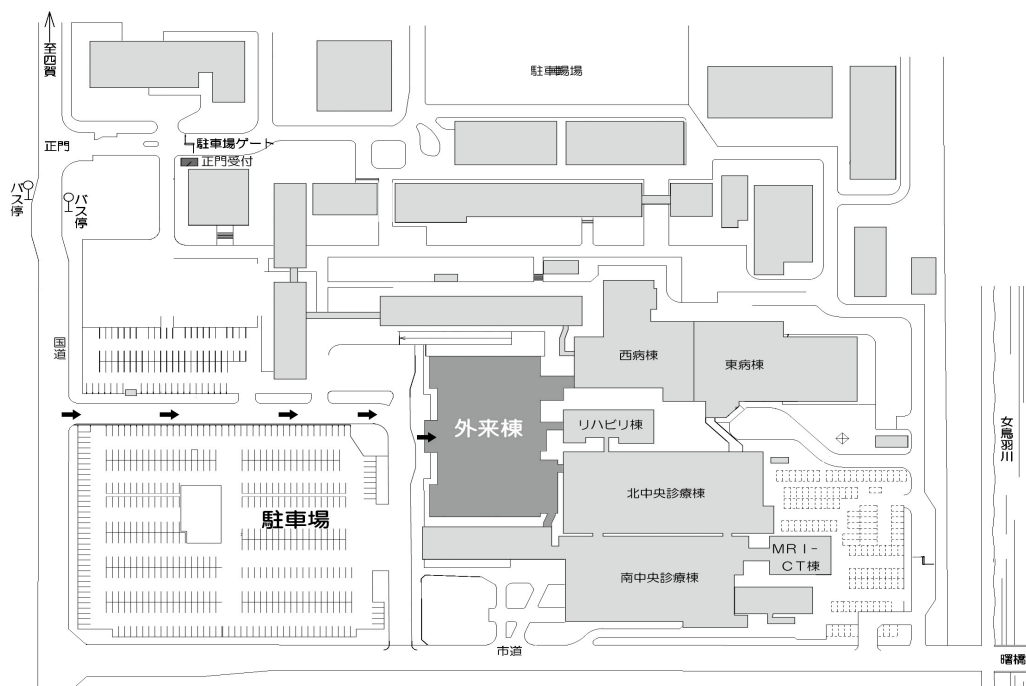 至四賀
駐車場
正門
駐車場ゲート
正門受付
バス停
バス停
国道
西病棟
東病棟
外来棟
リハビリ棟
女鳥羽川
北中央診療棟
駐車場
MRI-
CT棟
南中央診療棟
市道
曙橋